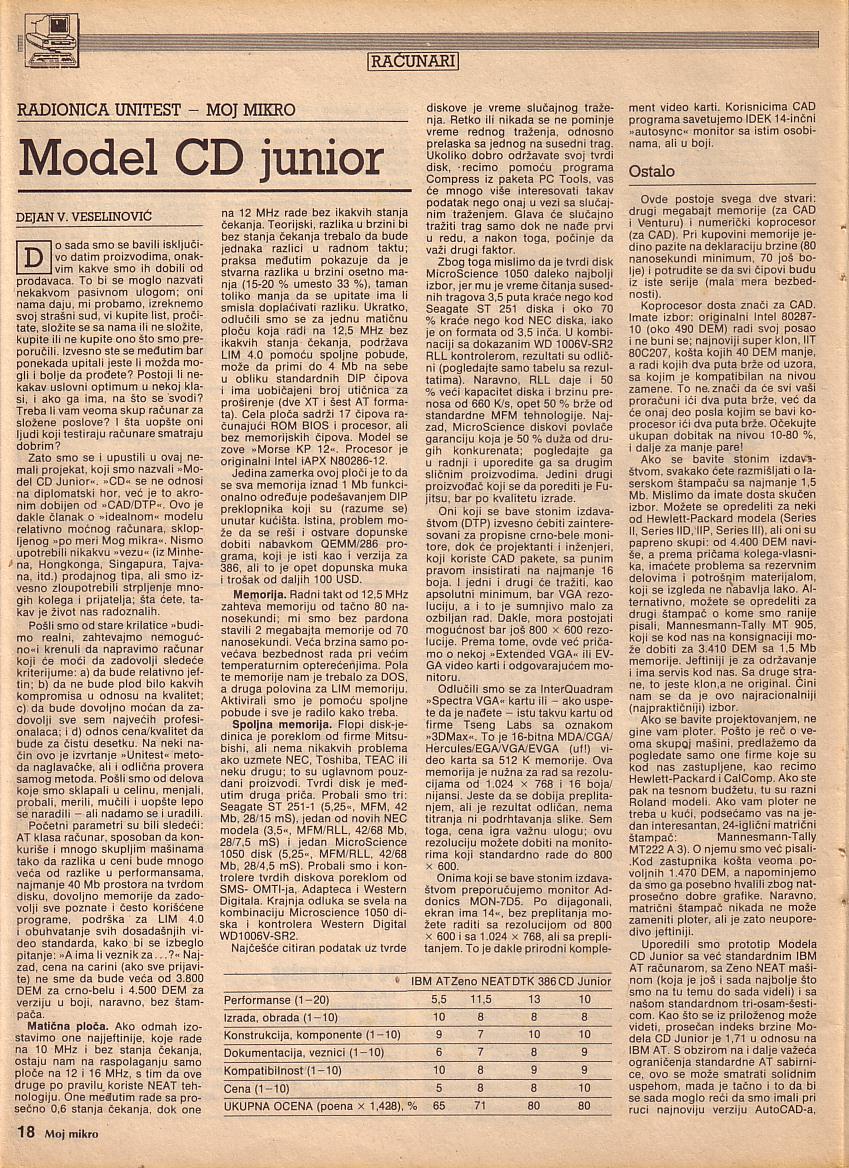 RAČUNARI
RADIONICA UNITEST – MOJ MIKRO
Model CD junior
DEJAN V. VESELINOVIĆ
Do sada smo se bavili isključi-
vo datim proizvodima, onak-
vim kakve smo ih dobili od
prodavaca. To bi se moglo nazvati
nekakvom pasivnom ulogom; oni
nama daju, mi probamo, izreknemo
svoj strašni sud, vi kupite list, proči-
tate, složite se sa nama ili ne složite,
kupite ili ne kupite ono što smo pre-
poručili. Izvesno ste se međutim bar
ponekada upitali jeste li možda mo-
gli i bolje da prođete? Postoji li ne-
kakav uslovni optimum u nekoj kla-
si, i ako ga ima, na što se svodi?
Treba li vam veoma skup računar za
složene poslove? I šta uopšte oni
ljudi koji testiraju računare smatraju
dobrim?
Zato smo se i upustili u ovaj ne-
mali projekat, koji smo nazvali »Mo-
del CD Junior«. »CD« se ne odnosi
na diplomatski hor, već je to akro-
nim dobijen od »CAD/DTP«. Ovo je
dakle članak o »idealnom« modelu
relativno moćnog računara, sklop-
ljenog »po meri Mog mikra«. Nismo
upotrebili nikakvu »vezu« (iz Minhe-
na, Hongkonga, Singapura, Tajva-
na, itd.) prodajnog tipa, ali smo iz-
vesno zloupotrebili strpljenje mno-
gih kolega i prijatelja; šta ćete, ta-
kav je život nas radoznalih.
Pošli smo od stare krilatice »budi-
mo realni, zahtevajmo nemoguć-
no«i krenuli da napravimo računar
koji će moći da zadovolji sledeće
kriterijume: a) da bude relativno jef-
tin; b) da ne bude plod bilo kakvih
kompromisa u odnosu na kvalitet;
c) da bude dovoljno moćan da za-
dovolji sve sem najvećih profesi-
onalaca; i d) odnos cena/kvalitet da
bude za čistu desetku. Na neki na-
čin ovo je izvrtanje »Unitest« meto-
da naglavačke, ali i odlična provera
samog metoda. Pošli smo od delova
koje smo sklapali u celinu, menjali,
probali, merili, mučili i uopšte lepo
se naradili – ali nadamo se i uradili.
Početni parametri su bili sledeći:
AT klasa računar, sposoban da kon-
kuriše i mnogo skupljim mašinama
tako da razlika u ceni bude mnogo
veća od razlike u performansama,
najmanje 40 Mb prostora na tvrdom
disku, dovoljno memorije da zado-
volji sve poznate i često korišćene
programe, podrška za LIM 4.0
i obuhvatanje svih dosadašnjih vi-
deo standarda, kako bi se izbeglo
pitanje: »A ima li veznik za...?« Naj-
zad, cena na carini (ako sve prijavi-
te) ne sme da bude veća od 3.800
DEM za crno-belu i 4.500 DEM za
verziju u boji, naravno, bez štam-
pača.
Matična ploča. Ako odmah izo-
stavimo one najjeftinije, koje rade
na 10 MHz i bez stanja čekanja,
ostaju nam na raspolaganju samo
ploče na 12 i 16 MHz, s tim da ove
druge po pravilu koriste NEAT teh-
nologiju. One međutim rade sa pro-
sečno 0,6 stanja čekanja, dok one
na 12 MHz rade bez ikakvih stanja
čekanja. Teorijski, razlika u brzini bi
bez stanja čekanja trebalo da bude
jednaka razlici u radnom taktu;
praksa međutim pokazuje da je
stvarna razlika u brzini osetno ma-
nja (15-20 % umesto 33 %), taman
toliko manja da se upitate ima li
smisla doplaćivati razliku. Ukratko,
odlučili smo se za jednu matičnu
ploču koja radi na 12,5 MHz bez
ikakvih stanja čekanja, podržava
LIM 4.0 pomoću spoljne pobude,
može da primi do 4 Mb na sebe
u obliku standardnih DIP čipova
i ima uobičajeni broj utičnica za
proširenje (dve XT i šest AT forma-
ta). Cela ploča sadrži 17 čipova ra-
čunajući ROM BIOS i procesor, ali
bez memorijskih čipova. Model se
zove »Morse KP 12«. Procesor je
originalni Intel iAPX N80286-12.
Jedina zamerka ovoj ploči je to da
se sva memorija iznad 1 Mb funkci-
onalno određuje podešavanjem DIP
preklopnika koji su (razume se)
unutar kućišta. Istina, problem mo-
že da se reši i ostvare dopunske
dobiti nabavkom QEMM/286 pro-
grama, koji je isti kao i verzija za
386, ali to je opet dopunska muka
i trošak od daljih 100 USD.
Memorija. Radni takt od 12,5 MHz
zahteva memoriju od tačno 80 na-
nosekundi; mi smo bez pardona
stavili 2 megabajta memorije od 70
nanosekundi. Veća brzina samo po-
većava bezbednost rada pri većim
temperaturnim opterećenjima. Pola
te memorije nam je trebalo za DOS,
a druga polovina za LIM memoriju.
Aktivirali smo je pomoću spoljne
pobude i sve je radilo kako treba.
Spoljna memorija. Flopi disk-je-
dinica je poreklom od firme Mitsu-
bishi, ali nema nikakvih problema
ako uzmete NEC, Toshiba, TEAC ili
neku drugu; to su uglavnom pouz-
dani proizvodi. Tvrdi disk je međ-
utim druga priča. Probali smo tri:
Seagate ST 251-1 (5,25«, MFM, 42
Mb, 28/15 mS), jedan od novih NEC
modela (3,5«, MFM/RLL, 42/68 Mb,
28/7,5 mS) i jedan MicroScience
1050 disk (5,25«, MFM/RLL, 42/68
Mb, 28/4,5 mS). Probali smo i kon-
trolere tvrdih diskova poreklom od
SMS- OMTI-ja, Adapteca i Western
Digitala. Krajnja odluka se svela na
kombinaciju Microscience 1050 di-
ska i kontrolera Western Digital
WD1006V-SR2.
Najčešće citiran podatak uz tvrde
diskove je vreme slučajnog traže-
nja. Retko ili nikada se ne pominje
vreme rednog traženja, odnosno
prelaska sa jednog na susedni trag.
Ukoliko dobro održavate svoj tvrdi
disk, recimo pomoću programa
Compress iz paketa PC Tools, vas
će mnogo više interesovati takav
podatak nego onaj u vezi sa slučaj-
nim traženjem. Glava će slučajno
tražiti trag samo dok ne nađe prvi
u redu, a nakon toga, počinje da
važi drugi faktor.
Zbog toga mislimo da je tvrdi disk
MicroScience 1050 daleko najbolji
izbor, jer mu je vreme čitanja sused-
nih tragova 3,5 puta kraće nego kod
Seagate ST 251 diska i oko 70
% kraće nego kod NEC diska, iako
je on formata od 3,5 inča. U kombi-
naciji sa dokazanim WD 1006V-SR2
RLL kontrolerom, rezultati su odlič-
ni (pogledajte samo tabelu sa rezul-
tatima). Naravno, RLL daje i 50
% veći kapacitet diska i brzinu pre-
nosa od 660 K/s, opet 50 % brže od
standardne MFM tehnologije. Naj-
zad, MicroScience diskovi povlače
garanciju koja je 50 % duža od dru-
gih konkurenata; pogledajte ga
u radnji i uporedite ga sa drugim
sličnim proizvodima. Jedini drugi
proizvođač koji se da porediti je Fu-
jitsu, bar po kvalitetu izrade.
Oni koji se bave stonim izdava-
štvom (DTP) izvesno ćebiti zainter-
esovani za propisne crno-bele moni-
tore, dok će projektanti i inženjeri,
koji koriste CAD pakete, sa punim
pravom insistirati na najmanje 16
boja. I jedni i drugi će tražiti, kao
apsolutni minimum, bar VGA rezo-
luciju, a i to je sumnjivo malo za
ozbiljan rad. Dakle, mora postojati
mogućnost bar još 800 × 600 rezo-
lucije. Prema tome, ovde već priča-
mo o nekoj »Extended VGA« ili EV-
GA video karti i odgovarajućem mo-
nitoru.
Odlučili smo se za InterQuadram
»Spectra VGA« kartu ili – ako uspe-
te da je nađete – istu takvu kartu od
firme Tseng Labs sa oznakom
»3DMax«. To je 16-bitna MDA/CGA/
Hercules/EGA/VGA/EVGA (uf!) vi-
deo karta sa 512 K memorije. Ova
memorija je nužna za rad sa rezolu-
cijama od 1.024 × 768 i 16 boja/
nijansi. Jeste da se dobija preplitan-
jem, ali je rezultat odličan, nema
titranja ni podrhtavanja slike. Sem
toga, cena igra važnu ulogu; ovu
rezoluciju možete dobiti na monito-
rima koji standardno rade do 800
× 600.
Onima koji se bave stonim izdava-
štvom preporučujemo monitor Ad-
donics MON-7D5. Po dijagonali,
ekran ima 14«, bez preplitanja mo-
žete raditi sa rezolucijom od 800
× 600 i sa 1.024 × 768, ali sa prepli-
tanjem. To je dakle prirodni komple-
ment video karti. Korisnicima CAD
programa savetujemo IDEK 14-inčni
»autosync« monitor sa istim osobi-
nama, ali u boji.
Ostalo
Ovde postoje svega dve stvari:
drugi megabajt memorije (za CAD
i Venturu) i numerički koprocesor
(za CAD). Pri kupovini memorije je-
dino pazite na deklaraciju brzine (80
nanosekundi minimum, 70 još bo-
lje) i potrudite se da svi čipovi budu
iz iste serije (mala mera bezbed-
nosti).
Koprocesor dosta znači za CAD.
Imate izbor: originalni Intel 80287-
10 (oko 490 DEM) radi svoj posao
i ne buni se; najnoviji super klon, IIT
80C207, košta kojih 40 DEM manje,
a radi kojih dva puta brže od uzora,
sa kojim je kompatibilan na nivou
zamene. To ne znači da će svi vaši
proračuni ići dva puta brže, već da
će onaj deo posla kojim se bavi ko-
procesor ići dva puta brže. Očekujte
ukupan dobitak na nivou 10-80 %,
i dalje za manje pare!
Ako se bavite stonim izdava-
štvom, svakako ćete razmišljati o la-
serskom štampaču sa najmanje 1,5
Mb. Mislimo da imate dosta skučen
izbor. Možete se opredeliti za neki
od Hewlett-Packard modela (Series
II, Series IID, IIP, Series III), ali oni su
papreno skupi: od 4.400 DEM navi-
še, a prema pričama kolega-vlasni-
ka, imaćete problema sa rezervnim
delovima i potrošnim materijalom,
koji se izgleda ne nabavlja lako. Al-
ternativno, možete se opredeliti za
drugi štampač o kome smo ranije
pisali, Mannesmann-Tally MT 905,
koji se kod nas na konsignaciji mo-
že dobiti za 3.410 DEM sa 1,5 Mb
memorije. Jeftiniji je za održavanje
i ima servis kod nas. Sa druge stra-
ne, to jeste klon,a ne original. Čini
nam se da je ovo najracionalniji
(najpraktičniji) izbor.
Ako se bavite projektovanjem, ne
gine vam ploter. Pošto je reč o veo-
ma skupoj mašini, predlažemo da
pogledate samo one firme koje su
kod nas zastupljene, kao recimo
Hewlett-Packard i CalComp. Ako ste
pak na tesnom budžetu, tu su razni
Roland modeli. Ako vam ploter ne
treba u kući, podsećamo vas na je-
dan interesantan, 24-iglični matrični
štampač: Mannesmann-Tally
MT222 A 3). O njemu smo već pisali-
.Kod zastupnika košta veoma po-
voljnih 1.470 DEM, a napominjemo
da smo ga posebno hvalili zbog nat-
prosečno dobre grafike. Naravno,
matrični štampač nikada ne može
zameniti ploter, ali je zato neupore-
divo jeftiniji.
Uporedili smo prototip Modela
CD Junior sa već standardnim IBM
AT računarom, sa Zeno NEAT maši-
nom (koja je još i sada najbolje što
smo na tu temu do sada videli) i sa
našom standardnom tri-osam-šesti-
com. Kao što se iz priloženog može
videti, prosečan indeks brzine Mo-
dela CD Junior je 1,71 u odnosu na
IBM AT. S obzirom na i dalje važeća
ograničenja standardne AT sabirni-
ce, ovo se može smatrati solidnim
uspehom, mada je tačno i to da bi
se sada moglo reći da smo imali pri
ruci najnoviju verziju AutoCAD-a,
IBM AT Zeno NEAT DTK 386 CD Junior
Performanse (1–20) 5,5 11,5 13 10
Izrada, obrada (1–10) 10 8 8 8
Konstrukcija, komponente (1–10) 9 7 10 10
Dokumentacija, veznici (1–10) 6 7 8 9
Kompatibilnost (1–10) 10 8 9 9
Cena (1–10) 5 8 8 10
UKUPNA OCENA (poena × 1,428), % 65 71 80 80
18 Moj mikro